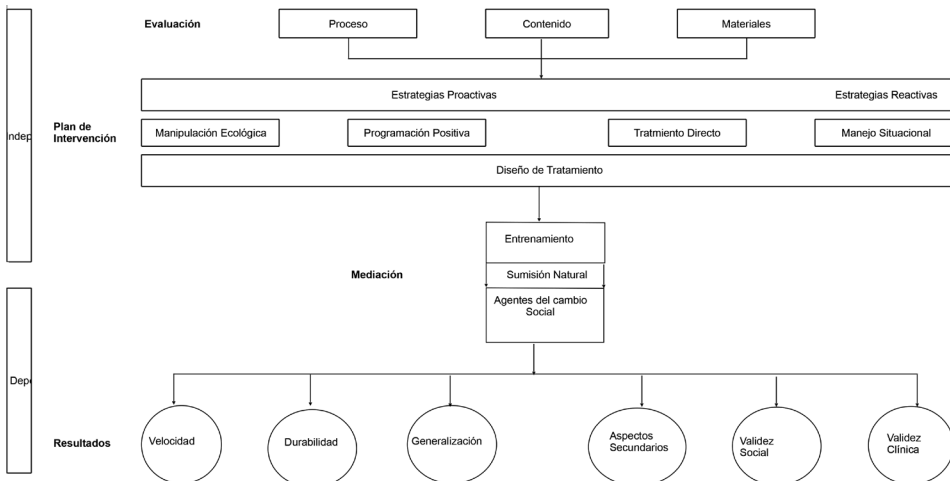 Evaluación
Proceso
Contenido
Materiales
Estrategias Proactivas
Estrategias Reactivas
Indep
Plan de
Intervención
Manipulación Ecológica
Programación Positiva
Tratmiento Directo
Manejo Situacional
Diseño de Tratamiento
Entrenamiento
Mediación
Sumisión Natural
Agentes del cambio
Social
Depe
Resultados
Velocidad
Durabilidad
Generalización
Aspectos
Secundarios
Validez
Social
Validez
Clínica